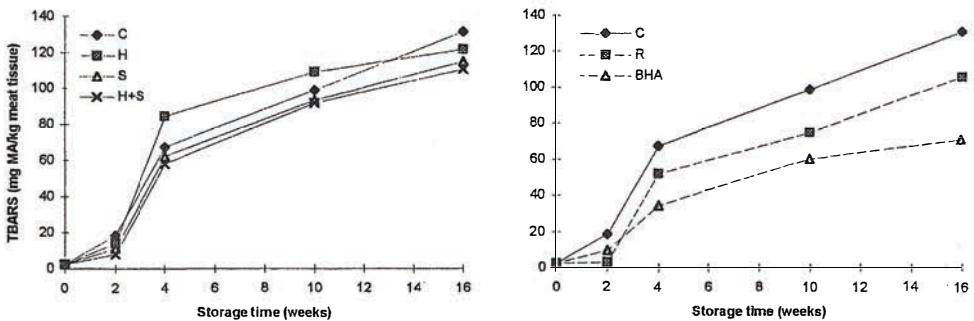 TBARS (mg MA/kg meat tissue)
140
120
100
80
60
40
20
0
C
H
S
H+S
0 2 4 6 8 10 12 14 16
Storage time (weeks)
140
120
100
80
60
40
20
0
C
R
BHA
0 2 4 6 8 10 12 14 16
Storage time (weeks)